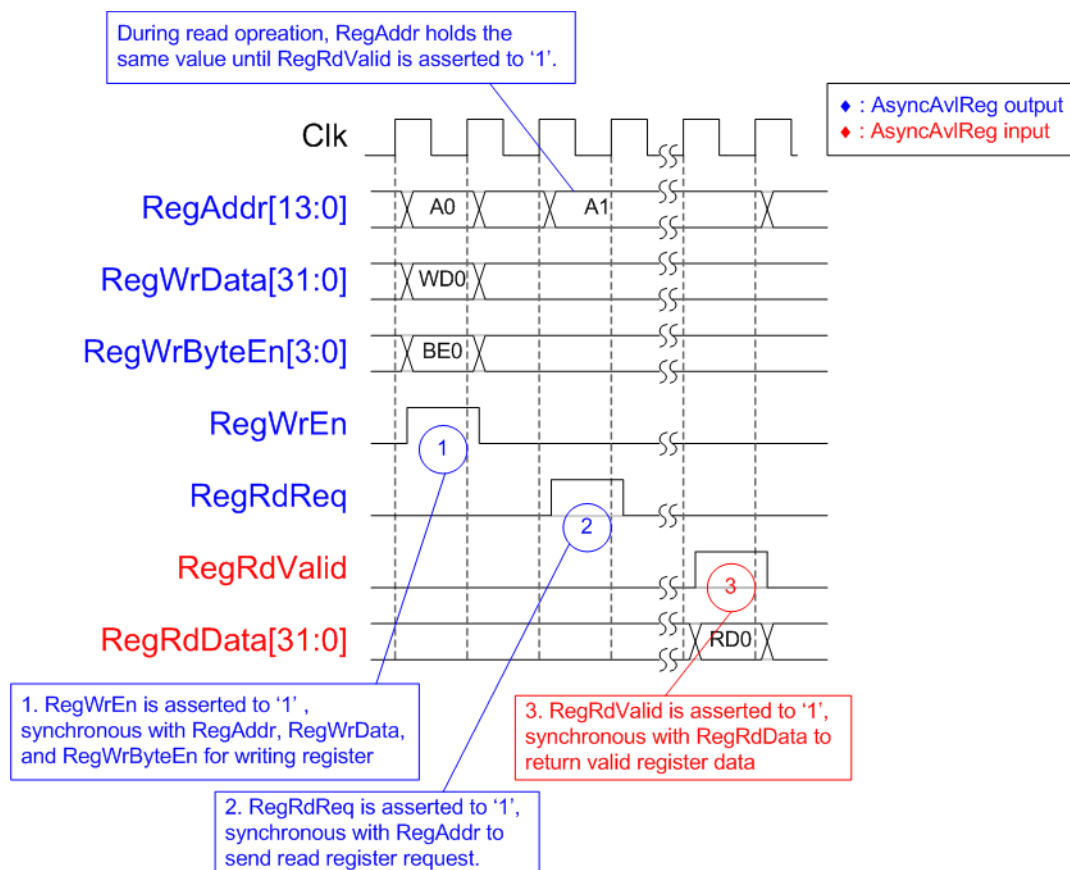 During read opreation, RegAddr holds the
same value until RegRdValid is asserted to ‘1’.
♦ : AsyncAvlReg output
♦ : AsyncAvlReg input
Clk
RegAddr[13:0]
A0
A1
RegWrData[31:0]
WD0
RegWrByteEn[3:0]
BE0
RegWrEn
1
RegRdReq
2
RegRdValid
3
RegRdData[31:0]
RD0
1. RegWrEn is asserted to ‘1’ ,
synchronous with RegAddr, RegWrData,
and RegWrByteEn for writing register
3. RegRdValid is asserted to ‘1’,
synchronous with RegRdData to
return valid register data
2. RegRdReq is asserted to ‘1’,
synchronous with RegAddr to
send read register request.